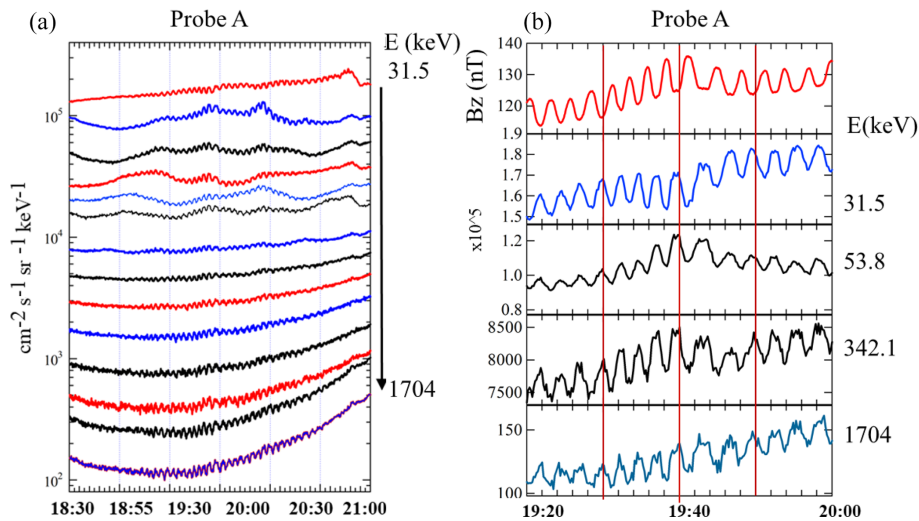 Probe A
(a)
E (keV)
31.5
10^5
10^4
10^3
10^2
cm-2 s-1 sr -1 keV-1
1704
18:30 18:55 19:30 20:00 20:30 21:00
Probe A
(b)
140
130
120
1.9
Bz (nT)
E(keV)
1.8
1.7
1.6
1.5
31.5
x10^5
1.2
1.0
0.8
53.8
8500
8000
7500
342.1
150
100
1704
19:20 19:40 20:00